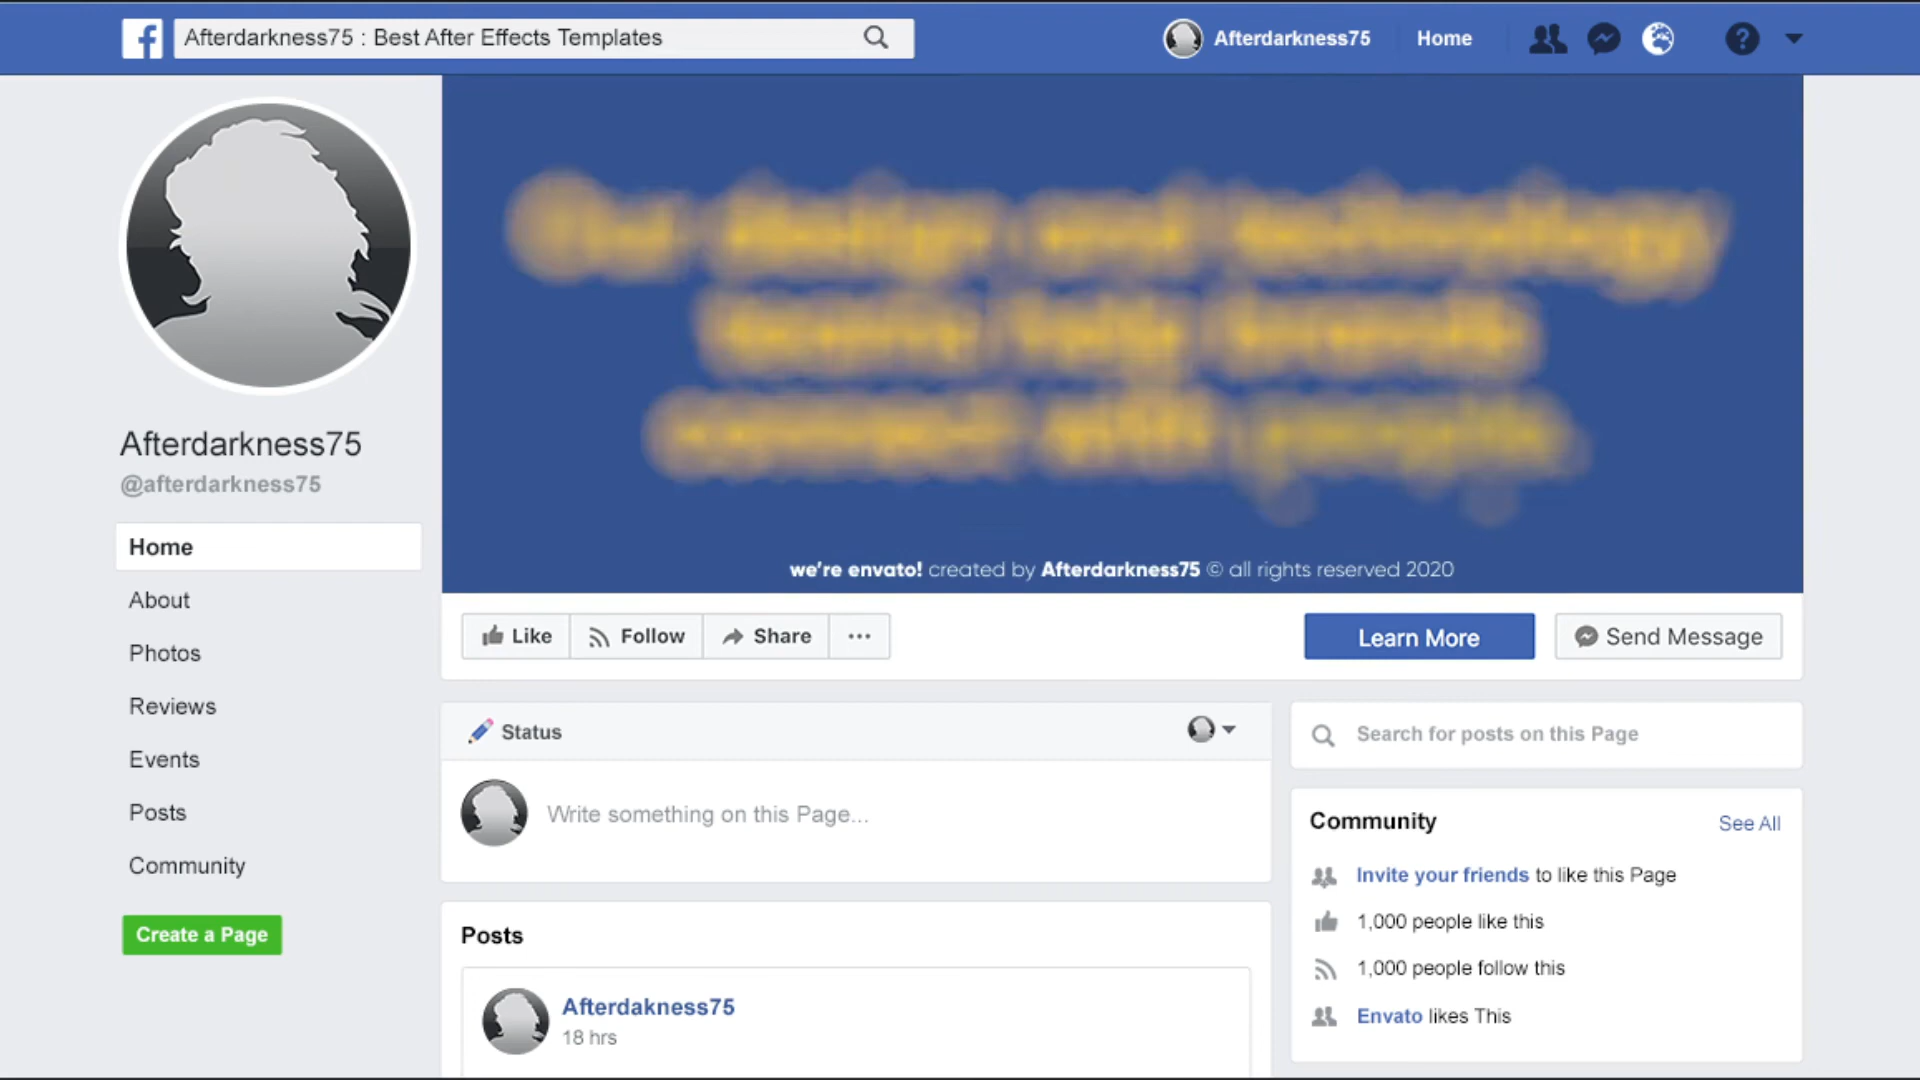 Afterdarkness75 : Best After Effects Templates
Afterdarkness75
Home
Afterdarkness75
@afterdarkness75
Home
About
Photos
Reviews
Events
Posts
Community
Create a Page
we're envato! created by Afterdarkness75 © all rights reserved 2020
Like
Follow
Share
Learn More
Send Message
Status
Write something on this Page...
Posts
Afterdakness75
18 hrs
Search for posts on this Page
Community
See All
Invite your friends to like this Page
1,000 people like this
1,000 people follow this
Envato likes This